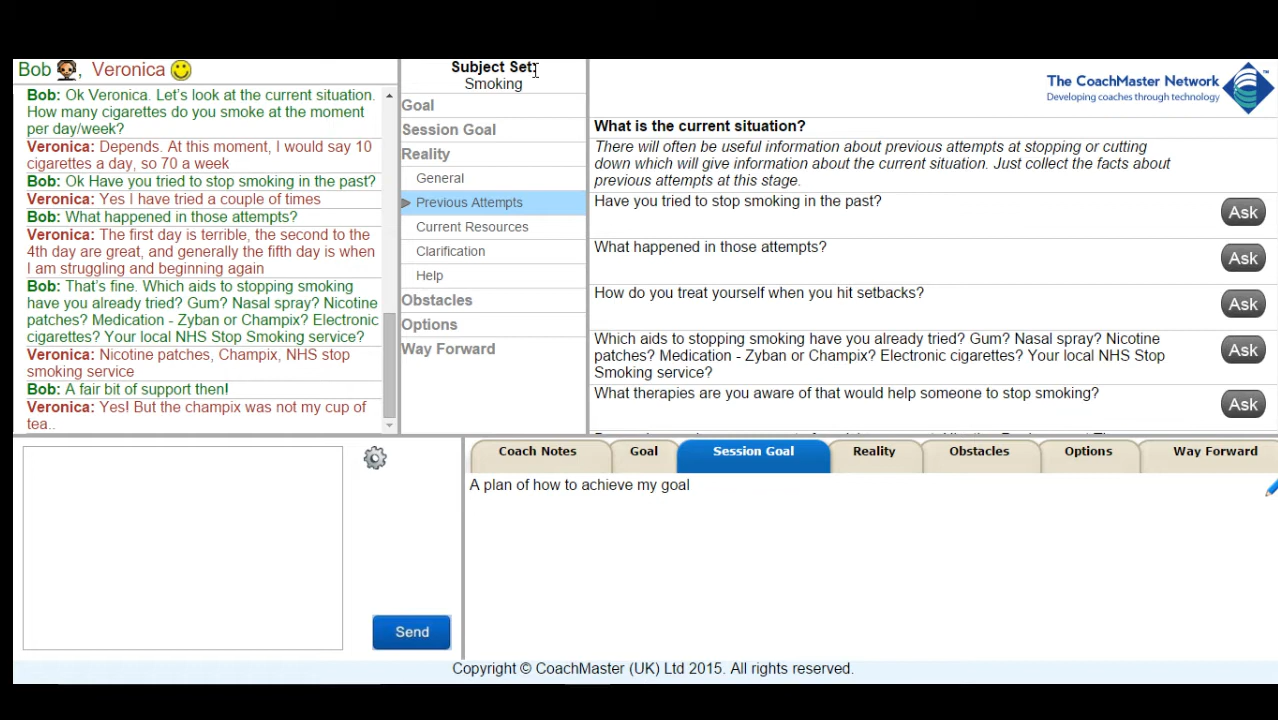 Bob , Veronica
Bob: Ok Veronica. Let's look at the current situation.
How many cigarettes do you smoke at the moment
per day/week?
Veronica: Depends. At this moment, I would say 10
cigarettes a day, so 70 a week
Bob: Ok Have you tried to stop smoking in the past?
Veronica: Yes I have tried a couple of times
Bob: What happened in those attempts?
Veronica: The first day is terrible, the second to the
4th day are great, and generally the fifth day is when
I am struggling and beginning again
Bob: That's fine. Which aids to stopping smoking
have you already tried? Gum? Nasal spray? Nicotine
patches? Medication - Zyban or Champix? Electronic
cigarettes? Your local NHS Stop Smoking service?
Veronica: Nicotine patches, Champix, NHS stop
smoking service
Bob: A fair bit of support then!
Veronica: Yes! But the champix was not my cup of
tea..
Subject Set:
Smoking
Goal
Session Goal
Reality
General
Previous Attempts
Current Resources
Clarification
Help
Obstacles
Options
Way Forward
The CoachMaster Network™
Developing coaches through technology
What is the current situation?
There will often be useful information about previous attempts at stopping or cutting
down which will give information about the current situation. Just collect the facts about
previous attempts at this stage.
Have you tried to stop smoking in the past?
Ask
What happened in those attempts?
Ask
How do you treat yourself when you hit setbacks?
Ask
Which aids to stopping smoking have you already tried? Gum? Nasal spray? Nicotine
patches? Medication - Zyban or Champix? Electronic cigarettes? Your local NHS Stop
Smoking service?
Ask
What therapies are you aware of that would help someone to stop smoking?
Ask
Send
Coach Notes
Goal
Session Goal
Reality
Obstacles
Options
Way Forward
A plan of how to achieve my goal
Copyright © CoachMaster (UK) Ltd 2015. All rights reserved.